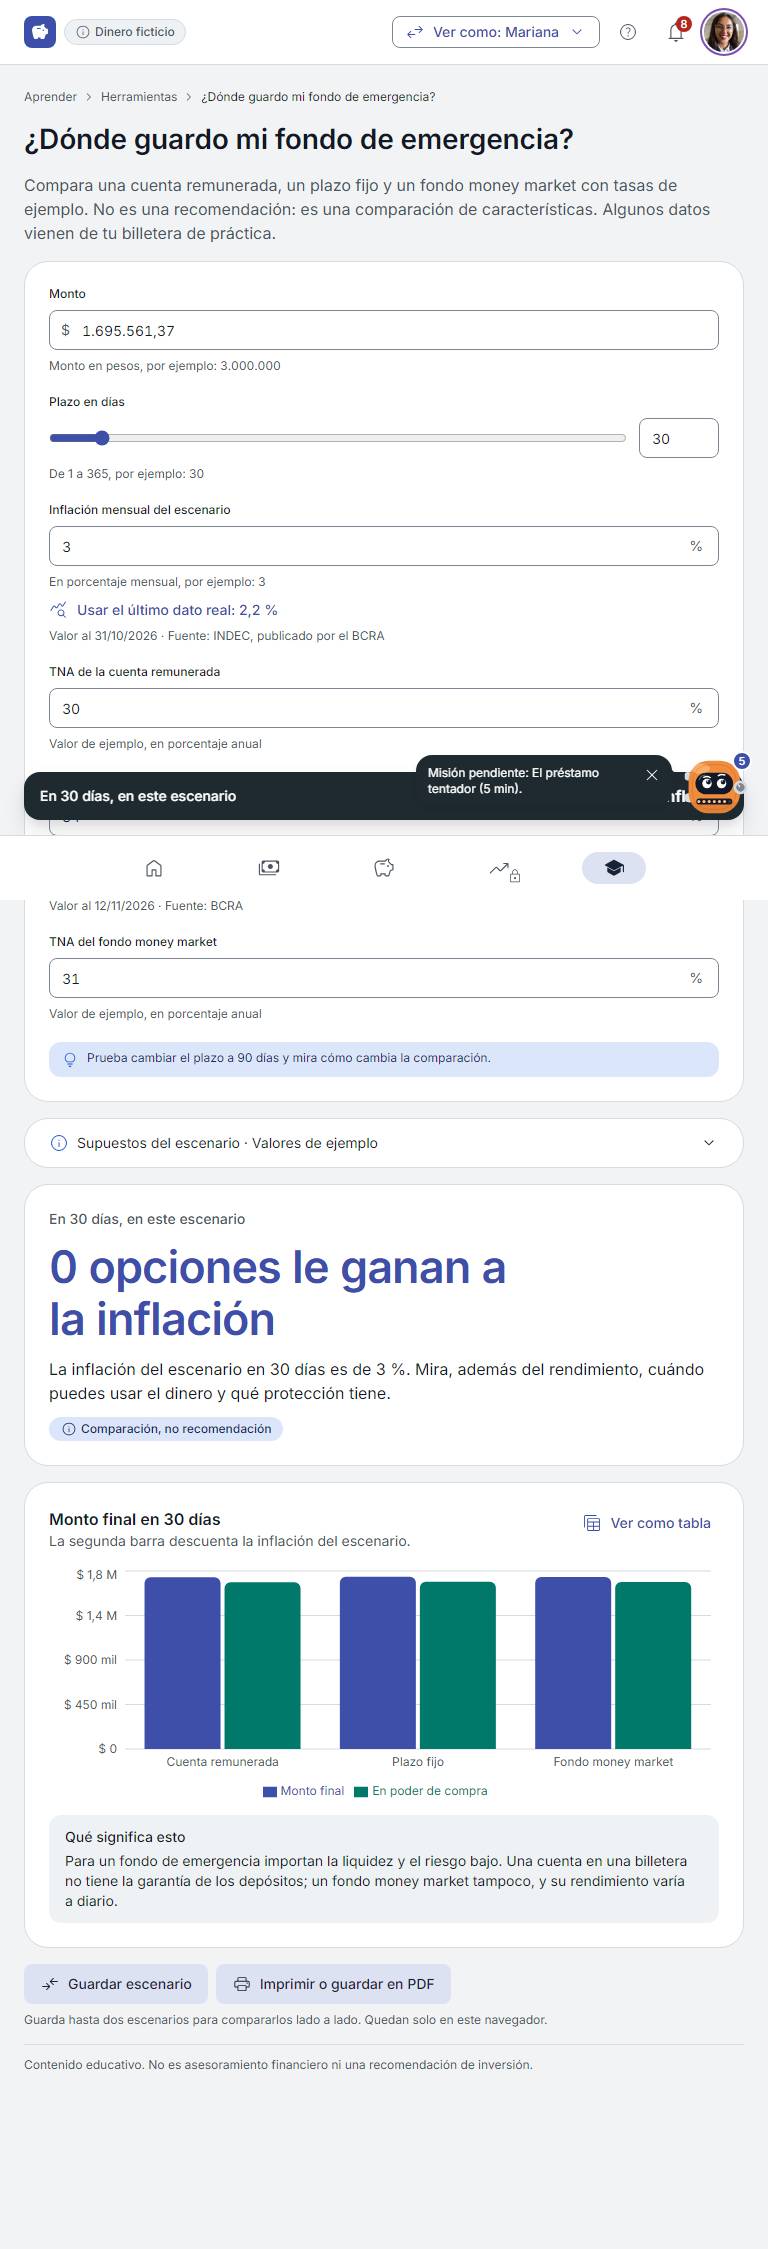 Dinero ficticio
Ver como: Mariana
8
Aprender > Herramientas > ¿Dónde guardo mi fondo de emergencia?
¿Dónde guardo mi fondo de emergencia?
Compara una cuenta remunerada, un plazo fijo y un fondo money market con tasas de
ejemplo. No es una recomendación: es una comparación de características. Algunos datos
vienen de tu billetera de práctica.
Monto
$ 1.695.561,37
Monto en pesos, por ejemplo: 3.000.000
Plazo en días
30
De 1 a 365, por ejemplo: 30
Inflación mensual del escenario
3 %
En porcentaje mensual, por ejemplo: 3
Usar el último dato real: 2,2 %
Valor al 31/10/2026 · Fuente: INDEC, publicado por el BCRA
TNA de la cuenta remunerada
30 %
Valor de ejemplo, en porcentaje anual
Misión pendiente: El préstamo
tentador (5 min).
5
En 30 días, en este escenario
Valor al 12/11/2026 · Fuente: BCRA
TNA del fondo money market
31 %
Valor de ejemplo, en porcentaje anual
Prueba cambiar el plazo a 90 días y mira cómo cambia la comparación.
Supuestos del escenario · Valores de ejemplo
En 30 días, en este escenario
0 opciones le ganan a
la inflación
La inflación del escenario en 30 días es de 3 %. Mira, además del rendimiento, cuándo
puedes usar el dinero y qué protección tiene.
Comparación, no recomendación
Monto final en 30 días
Ver como tabla
La segunda barra descuenta la inflación del escenario.
$ 1,8 M
$ 1,4 M
$ 900 mil
$ 450 mil
$ 0
Cuenta remunerada Plazo fijo Fondo money market
Monto final En poder de compra
Qué significa esto
Para un fondo de emergencia importan la liquidez y el riesgo bajo. Una cuenta en una billetera
no tiene la garantía de los depósitos; un fondo money market tampoco, y su rendimiento varía
a diario.
Guardar escenario
Imprimir o guardar en PDF
Guarda hasta dos escenarios para compararlos lado a lado. Quedan solo en este navegador.
Contenido educativo. No es asesoramiento financiero ni una recomendación de inversión.